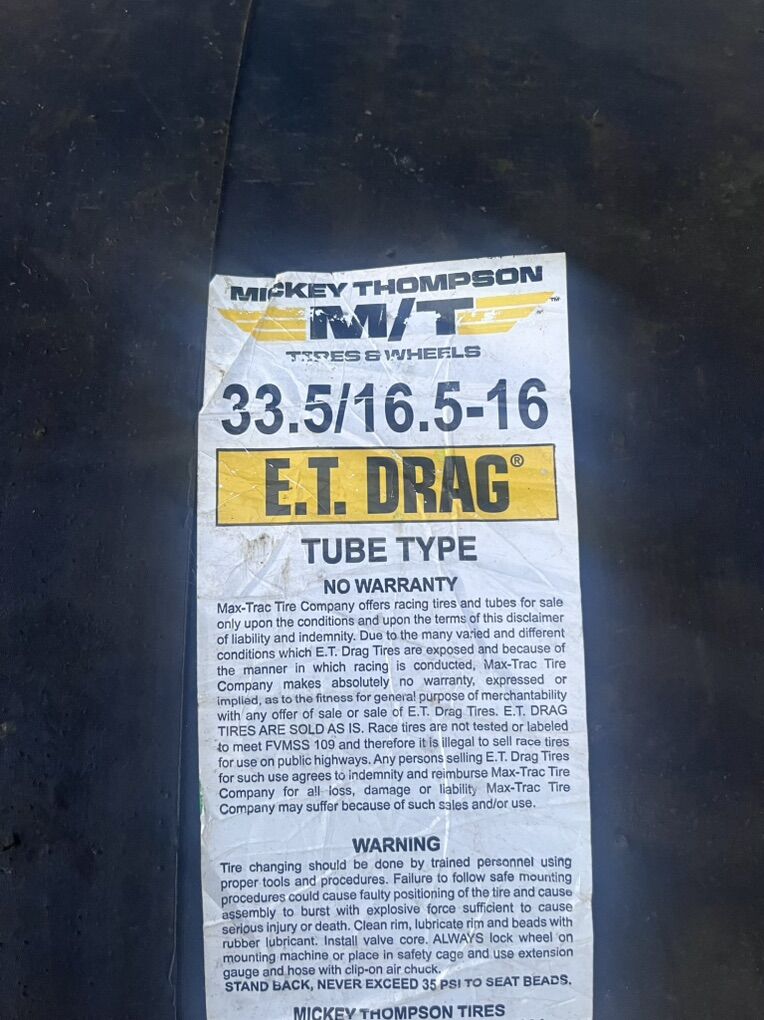 MICKEY THOMPSON
M/T
TIRES & WHEELS
33.5/16.5-16
E.T. DRAG®
TUBE TYPE
NO WARRANTY
Max-Trac Tire Company offers racing tires and tubes for sale
only upon the conditions and upon the terms of this disclaimer
of liability and indemnity. Due to the many varied and different
conditions which E.T. Drag Tires are exposed and because of
the manner in which racing is conducted, Max-Trac Tire
Company makes absolutely no warranty, expressed or
implied, as to the fitness for general purpose of merchantability
with any offer of sale or sale of E.T. Drag Tires. E.T. DRAG
TIRES ARE SOLD AS IS. Race tires are not tested or labeled
to meet FVMSS 109 and therefore it is illegal to sell race tires
for use on public highways. Any persons selling E.T. Drag Tires
for such use agrees to indemnity and reimburse Max-Trac Tire
Company for all loss, damage or liability Max-Trac Tire
Company may suffer because of such sales and/or use.
WARNING
Tire changing should be done by trained personnel using
proper tools and procedures. Failure to follow safe mounting
procedures could cause faulty positioning of the tire and cause
assembly to burst with explosive force sufficient to cause
serious injury or death. Clean rim, lubricate rim and beads with
rubber lubricant. Install valve core. ALWAYS lock wheel on
mounting machine or place in safety cage and use extension
gauge and hose with clip-on air chuck.
STAND BACK, NEVER EXCEED 35 PSI TO SEAT BEADS.
MICKEY THOMPSON TIRES